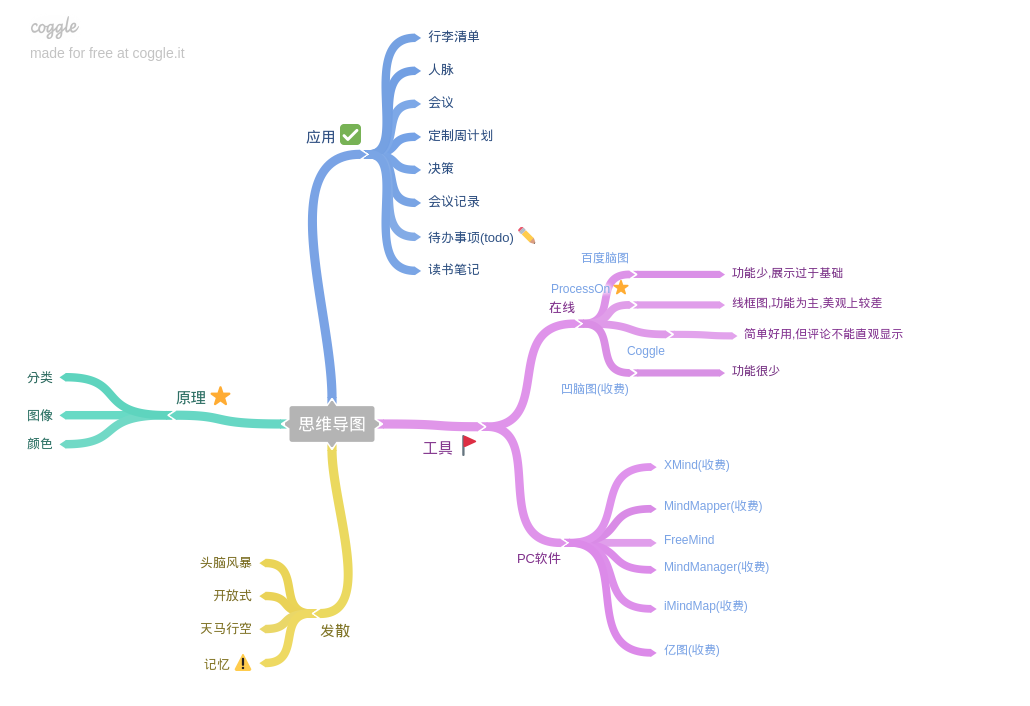 coggle
made for free at coggle.it
行李清单
人脉
会议
应用
定制周计划
决策
会议记录
待办事项(todo)
读书笔记
百度脑图
功能少,展示过于基础
ProcessOn
线框图,功能为主,美观上较差
在线
简单好用,但评论不能直观显示
Coggle
功能很少
凹脑图(收费)
分类
原理
图像
颜色
思维导图
工具
XMind(收费)
MindMapper(收费)
FreeMind
PC软件
MindManager(收费)
iMindMap(收费)
亿图(收费)
头脑风暴
开放式
天马行空
发散
记忆